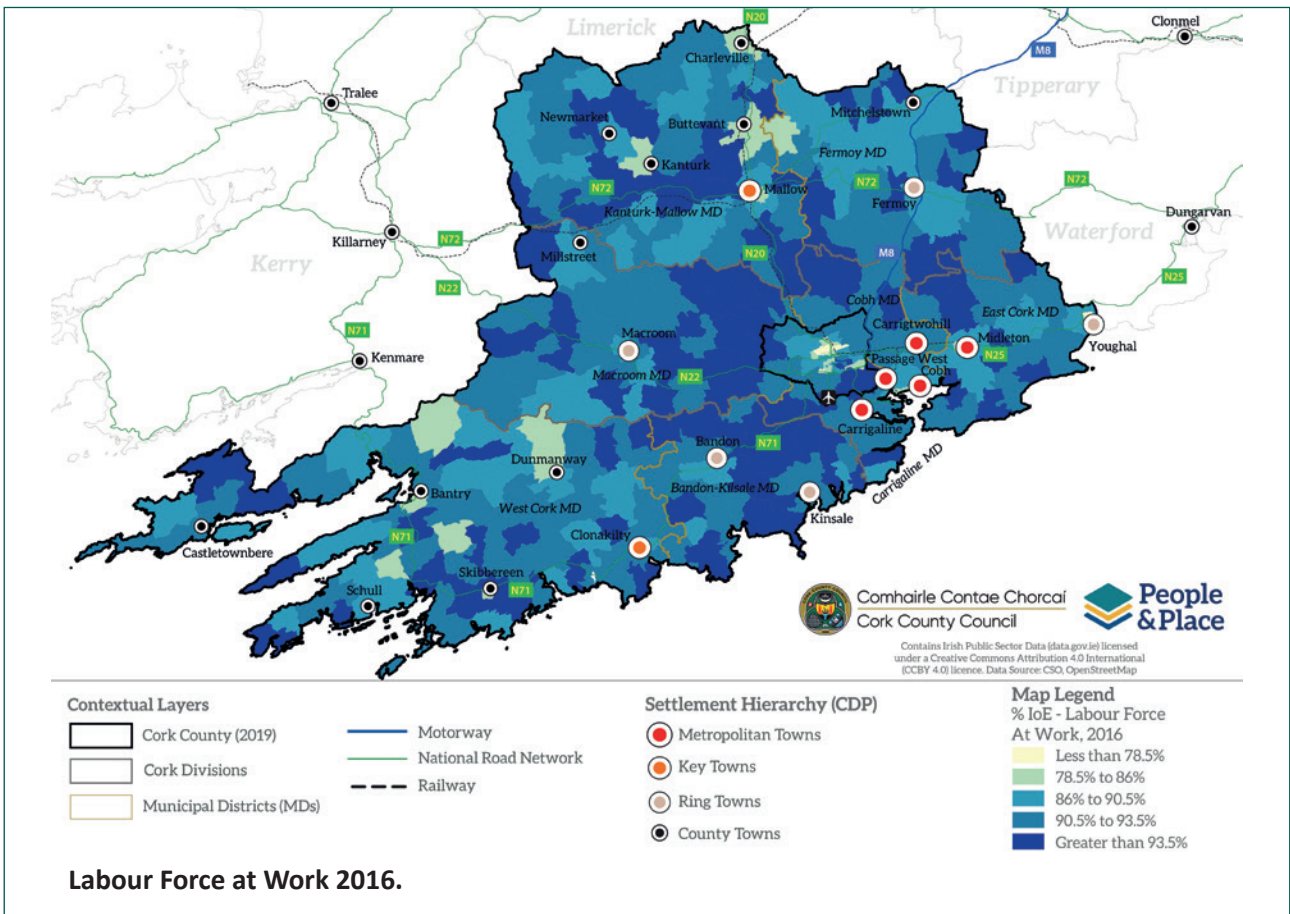 N20
Limerick
Clonmel
Charleville
M8
Tipperary
Tralee
Mitchelstown
Newmarket
Buttevant
Fermoy MD
Kanturk
N72
Mallow
N72
N72
Fermoy
Kanturk-Mallow MD
Dungarvan
Killarney
N72
Millstreet
N20
M8
Waterford
Kerry
N22
N25
Cobh MD
East Cork MD
N71
Macroom
Carrigtwohill
Midleton
Youghal
Kenmare
Passage West
N25
Macroom MD
N22
Cobh
Carrigaline
Bandon
N71
Dunmanway
Carrigaline MD
Bantry
Bandon-Kilsale MD
West Cork MD
Kinsale
Castletownbere
N71
Clonakilty
Skibbereen
N71
Schull
Comhairle Contae Chorcaí
Cork County Council
People
&Place
Contains Irish Public Sector Data (data.gov.ie) licensed
under a Creative Commons Attribution 4.0 International
(CCBY 4.0) licence. Data Source: CSO, OpenStreetMap
Contextual Layers
Cork County (2019)
Cork Divisions
Municipal Districts (MDs)
Motorway
National Road Network
Railway
Settlement Hierarchy (CDP)
Metropolitan Towns
Key Towns
Ring Towns
County Towns
Map Legend
% IoE - Labour Force
At Work, 2016
Less than 78.5%
78.5% to 86%
86% to 90.5%
90.5% to 93.5%
Greater than 93.5%
Labour Force at Work 2016.